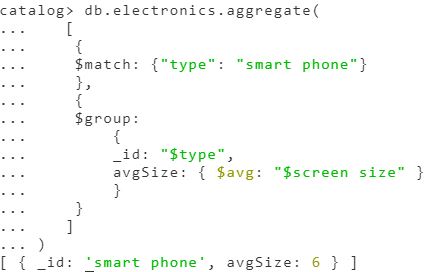 catalog> db.electronics.aggregate(
...     [
...      {
...      $match: {"type": "smart phone"}
...      },
...      {
...      $group:
...          {
...          _id: "$type",
...          avgSize: { $avg: "$screen size" }
...          }
...      }
...     ]
... )
[ { _id: 'smart phone', avgSize: 6 } ]